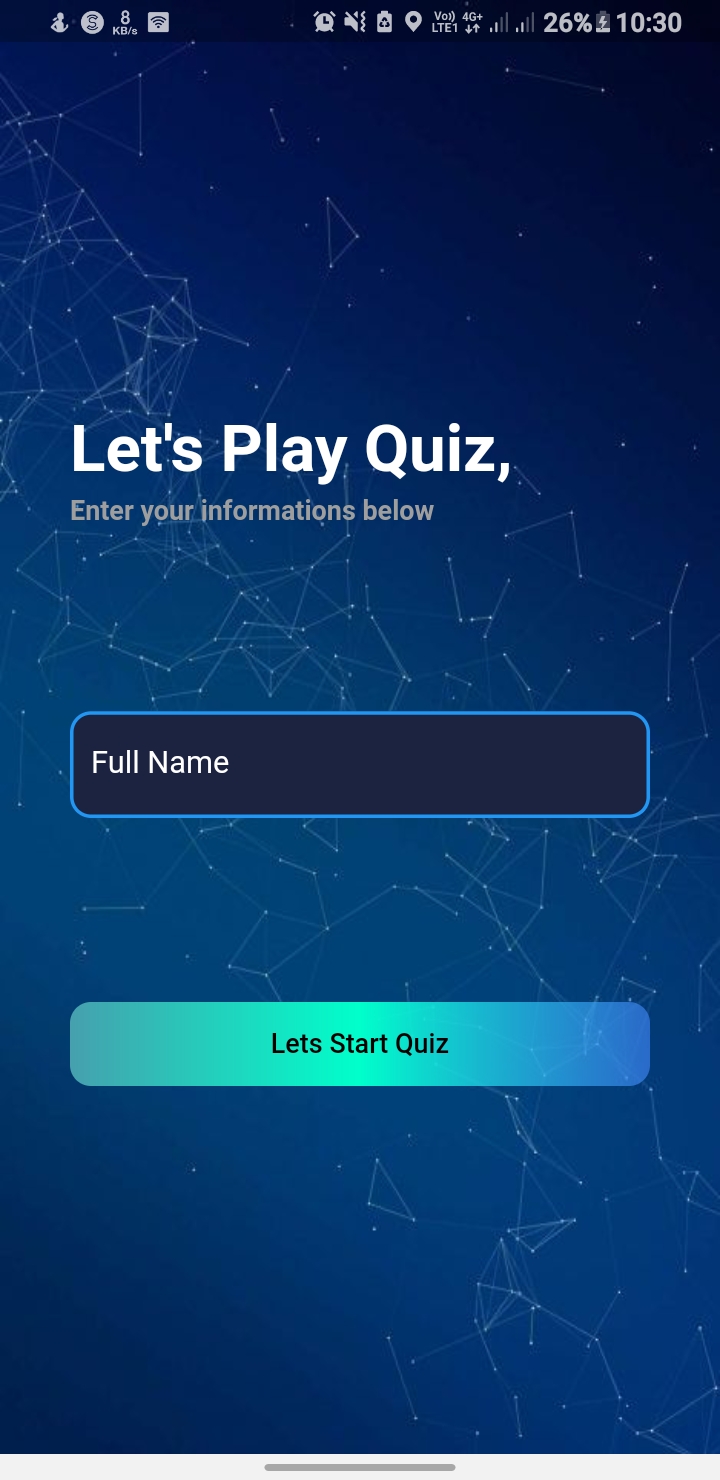 8
KB/s
Vo)) 4G+
LTE1
26% 10:30
Let's Play Quiz,
Enter your informations below
Full Name
Lets Start Quiz